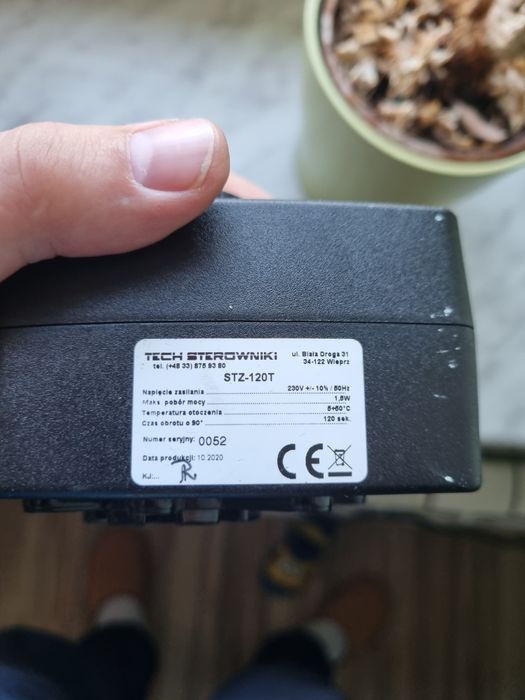 TECH STEROWNIKI
tel. (+48 33) 875 93 80
ul. Biala Droga 31
34-122 Wieprz
STZ-120T
Napięcie zasilania 230V +/- 10% / 50Hz
Maks. pobór mocy 1,5W
Temperatura otoczenia 5÷50°C
Czas obrotu o 90° 120 sek.
Numer seryjny: 0052
Data produkcji: 10.2020
KJ:...
CE